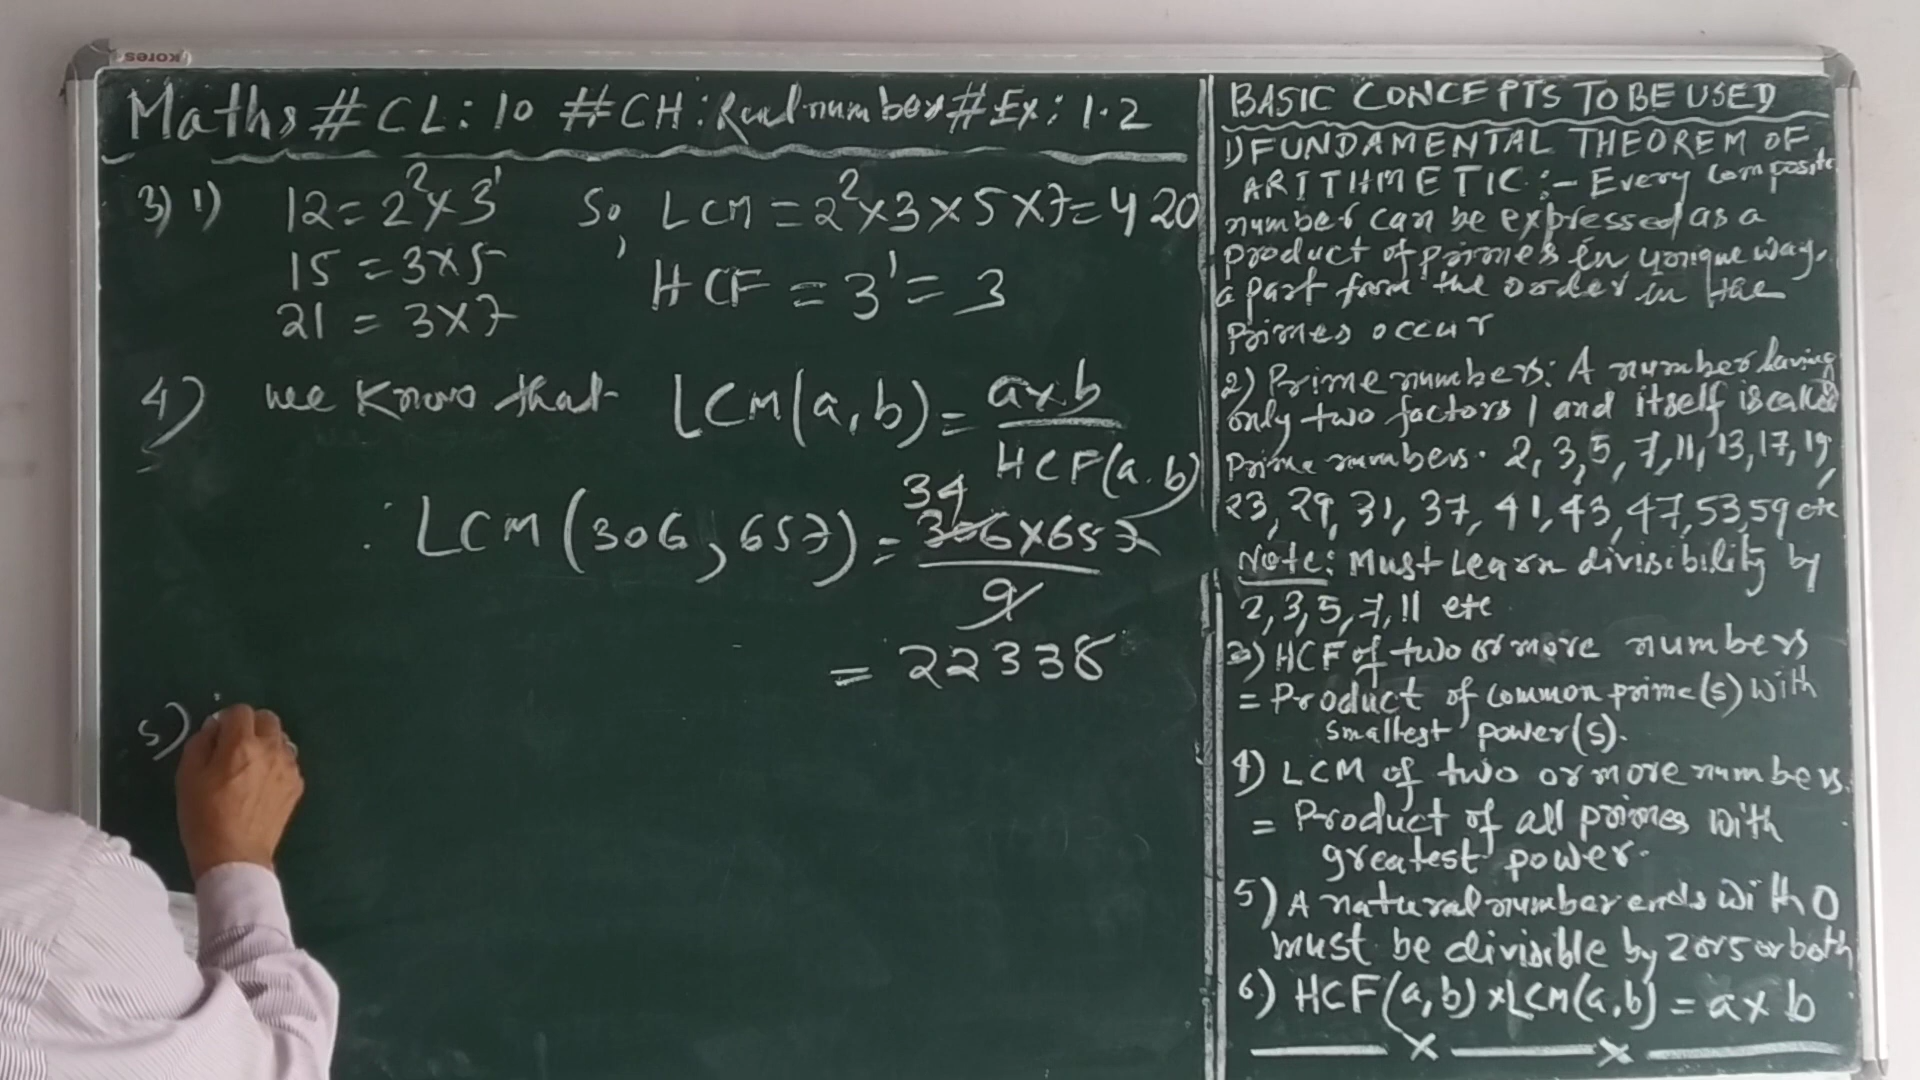 kores
Maths # CL: 10 # CH: Real numbers # Ex: 1.2
3) 1) 12 = 2² × 3¹ So, LCM = 2² × 3 × 5 × 7 = 420
15 = 3×5 HCF = 3¹ = 3
21 = 3×7
4) we know that LCM(a,b) = a×b / HCF(a.b)
∴ LCM (306, 657) = 306×657 / 9
34
= 22338
5)
BASIC CONCEPTS TO BE USED
1) FUNDAMENTAL THEOREM OF
ARITHMETIC :- Every composite
number can be expressed as a
product of primes in unique way,
a part from the order in the
primes occur
2) Prime numbers: A number having
only two factors 1 and itself is called
Prime numbers. 2, 3, 5, 7, 11, 13, 17, 19,
23, 29, 31, 37, 41, 43, 47, 53, 59 etc
Note: Must Learn divisibility by
2, 3, 5, 7, 11 etc
3) HCF of two or more numbers
= Product of common prime(s) with
smallest power(s).
4) LCM of two or more numbers.
= Product of all primes with
greatest power.
5) A natural number ends with 0
must be divisible by 2 or 5 or both
6) HCF(a,b) × LCM(a,b) = a × b